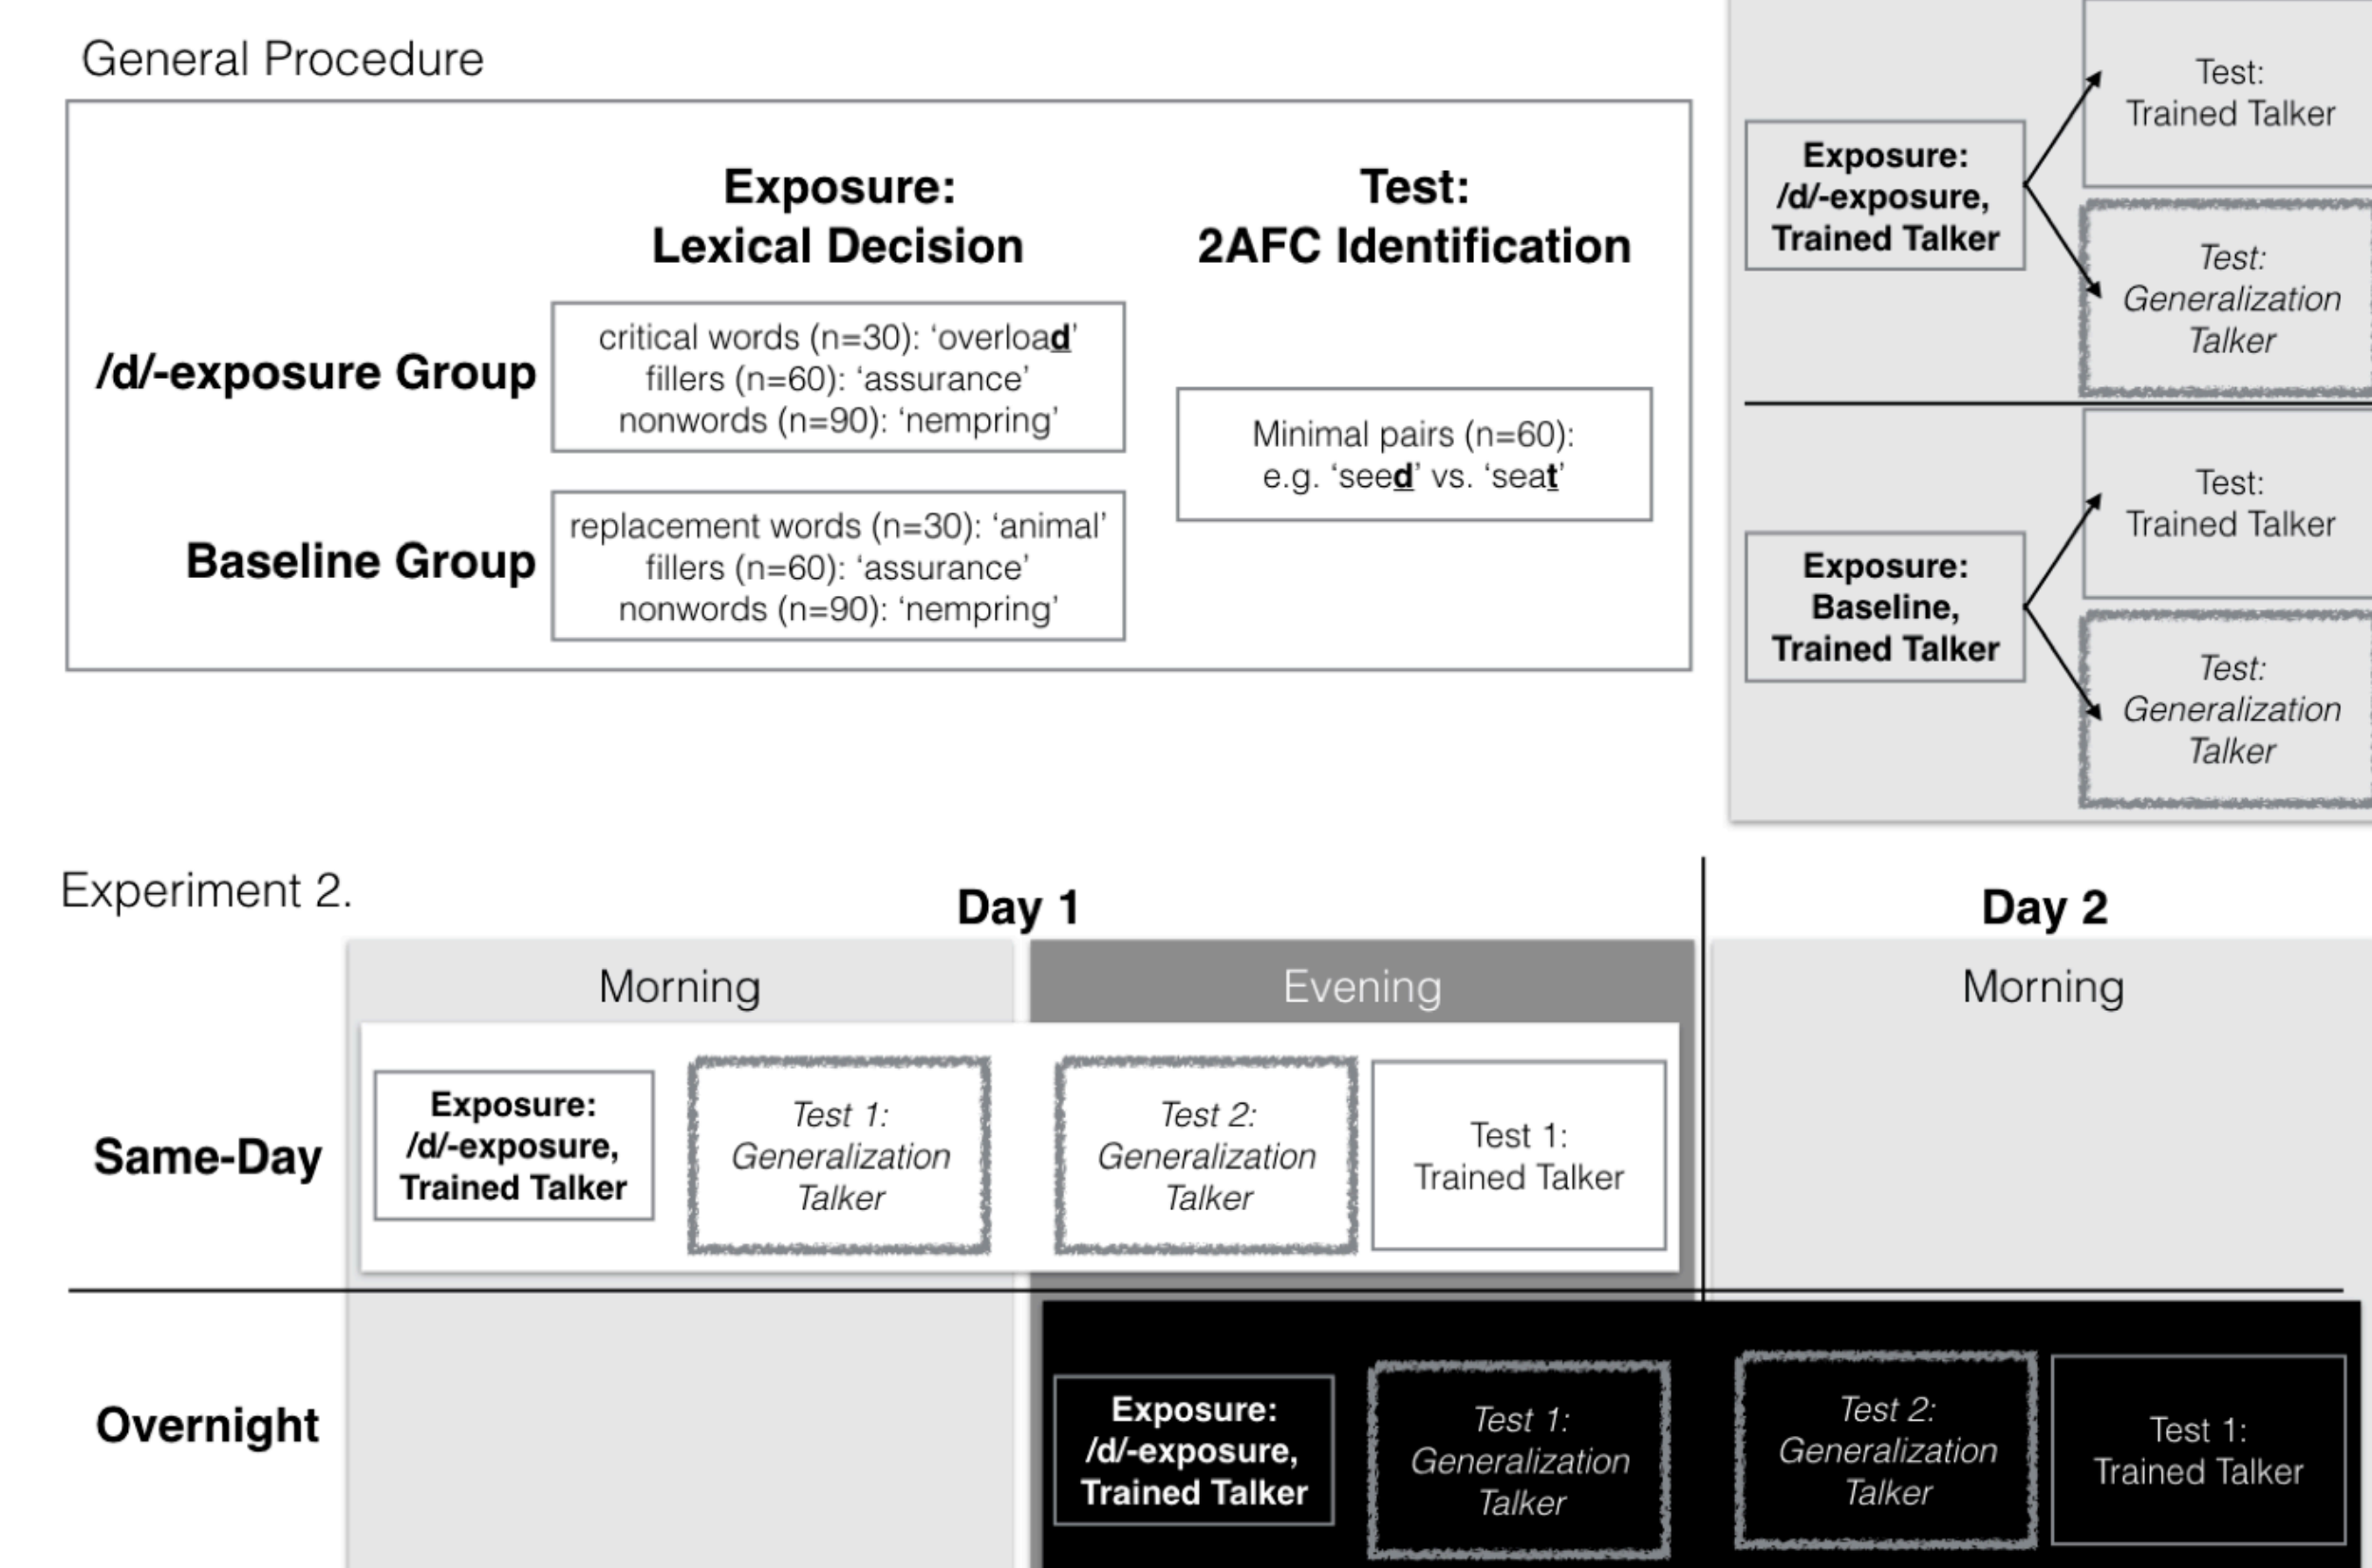 General Procedure
Exposure:
Lexical Decision
Test:
2AFC Identification
/d/-exposure Group
critical words (n=30): ‘overload’
fillers (n=60): ‘assurance’
nonwords (n=90): ‘nempring’
Baseline Group
replacement words (n=30): ‘animal’
fillers (n=60): ‘assurance’
nonwords (n=90): ‘nempring’
Minimal pairs (n=60):
e.g. ‘seed’ vs. ‘seat’
Exposure:
/d/-exposure,
Trained Talker
Test:
Trained Talker
Test:
Generalization
Talker
Exposure:
Baseline,
Trained Talker
Test:
Trained Talker
Test:
Generalization
Talker
Experiment 2.
Day 1
Day 2
Morning
Evening
Morning
Same-Day
Exposure:
/d/-exposure,
Trained Talker
Test 1:
Generalization
Talker
Test 2:
Generalization
Talker
Test 1:
Trained Talker
Overnight
Exposure:
/d/-exposure,
Trained Talker
Test 1:
Generalization
Talker
Test 2:
Generalization
Talker
Test 1:
Trained Talker